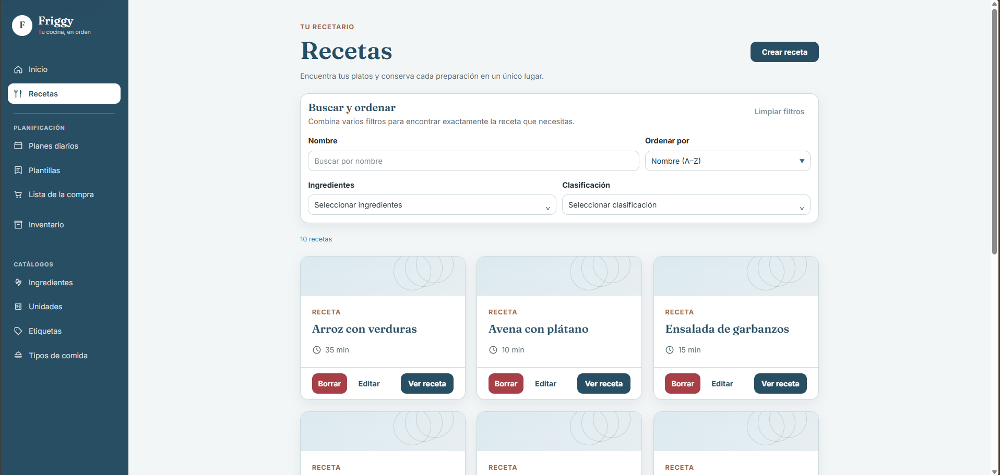 F
Friggy
Tu cocina, en orden
Inicio
Recetas
PLANIFICACIÓN
Planes diarios
Plantillas
Lista de la compra
Inventario
CATÁLOGOS
Ingredientes
Unidades
Etiquetas
Tipos de comida
TU RECETARIO
Recetas
Crear receta
Encuentra tus platos y conserva cada preparación en un único lugar.
Buscar y ordenar
Limpiar filtros
Combina varios filtros para encontrar exactamente la receta que necesitas.
Nombre
Ordenar por
Buscar por nombre
Nombre (A–Z)
Ingredientes
Clasificación
Seleccionar ingredientes
Seleccionar clasificación
10 recetas
RECETA
Arroz con verduras
35 min
Borrar Editar Ver receta
RECETA
Avena con plátano
10 min
Borrar Editar Ver receta
RECETA
Ensalada de garbanzos
15 min
Borrar Editar Ver receta
RECETA
RECETA
RECETA